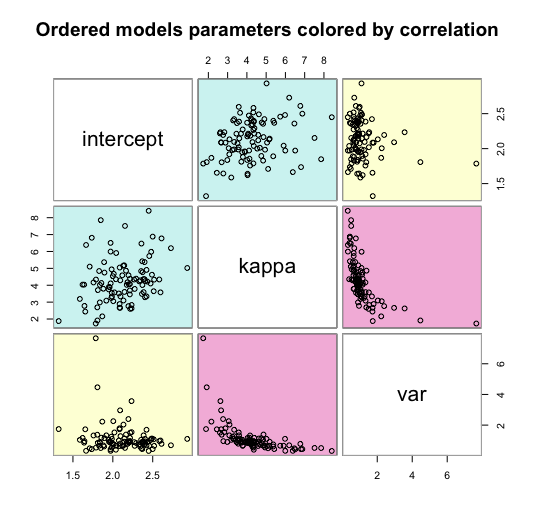 Ordered models parameters colored by correlation
2 3 4 5 6 7 8
intercept
1.5 2.0 2.5
2 3 4 5 6 7 8
kappa
var
2 4 6
1.5 2.0 2.5
2 4 6